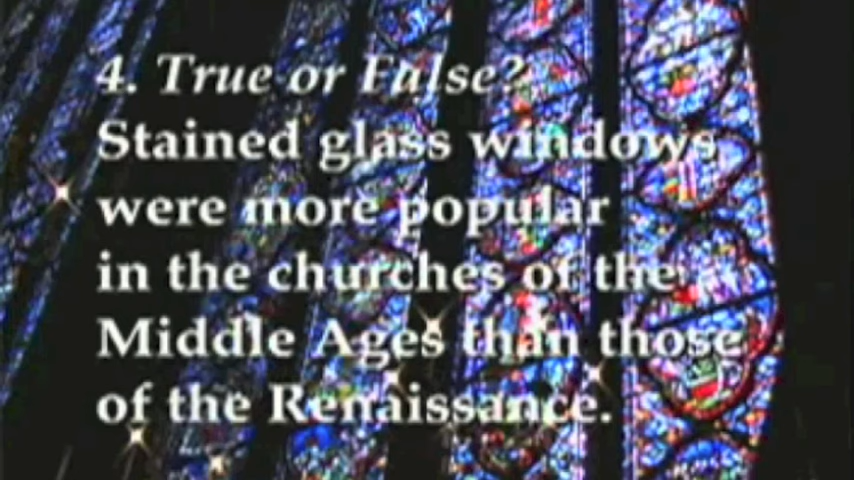 4. True or False?
Stained glass windows
were more popular
in the churches of the
Middle Ages than those
of the Renaissance.